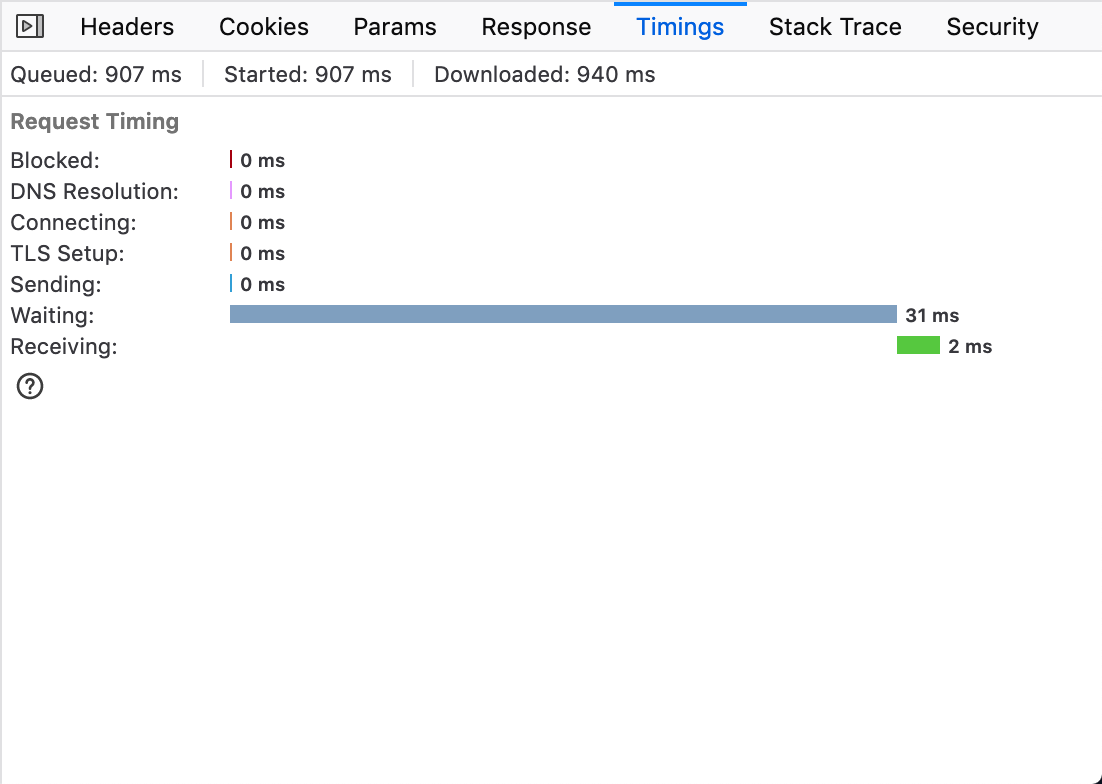 Headers Cookies Params Response Timings Stack Trace Security
Queued: 907 ms Started: 907 ms Downloaded: 940 ms
Request Timing
Blocked: 0 ms
DNS Resolution: 0 ms
Connecting: 0 ms
TLS Setup: 0 ms
Sending: 0 ms
Waiting: 31 ms
Receiving: 2 ms
?